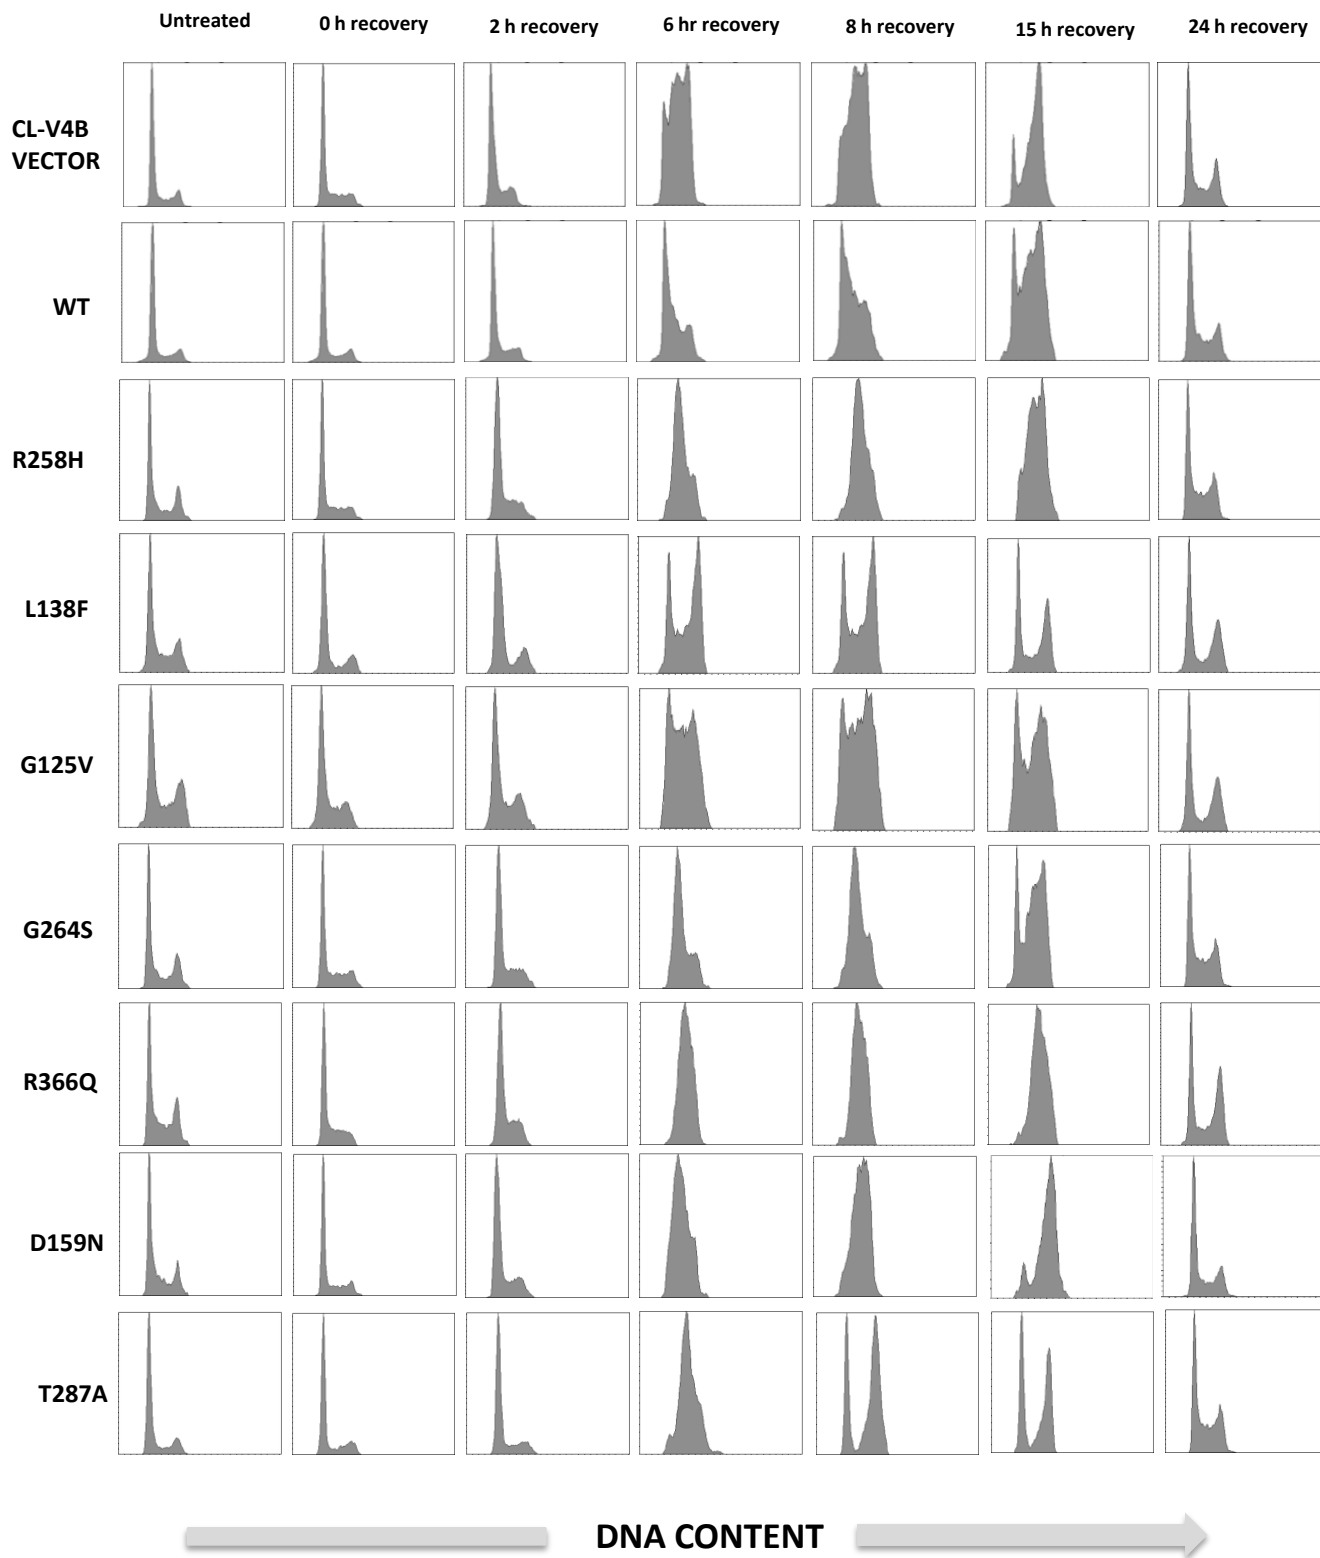 Untreated 0 h recovery 2 h recovery 6 hr recovery 8 h recovery 15 h recovery 24 h recovery
CL-V4B
VECTOR
WT
R258H
L138F
G125V
G264S
R366Q
D159N
T287A
DNA CONTENT